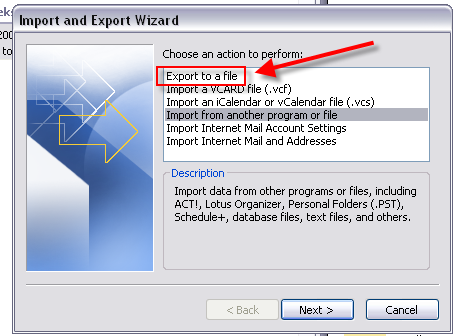 eks
Import and Export Wizard
200
to
Choose an action to perform:
Export to a file
Import a VCARD file (.vcf)
Import an iCalendar or vCalendar file (.vcs)
Import from another program or file
Import Internet Mail Account Settings
Import Internet Mail and Addresses
Description
Import data from other programs or files, including
ACT!, Lotus Organizer, Personal Folders (.PST),
Schedule+, database files, text files, and others.
< Back
Next >
Cancel